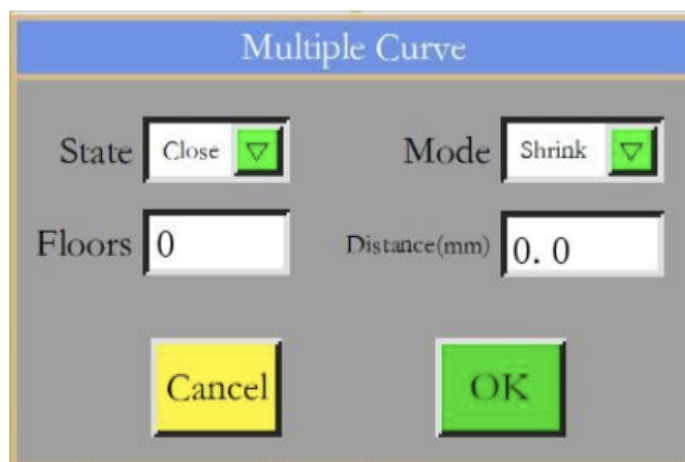 Multiple Curve
State Close Mode Shrink
Floors 0 Distance(mm) 0.0
Cancel OK